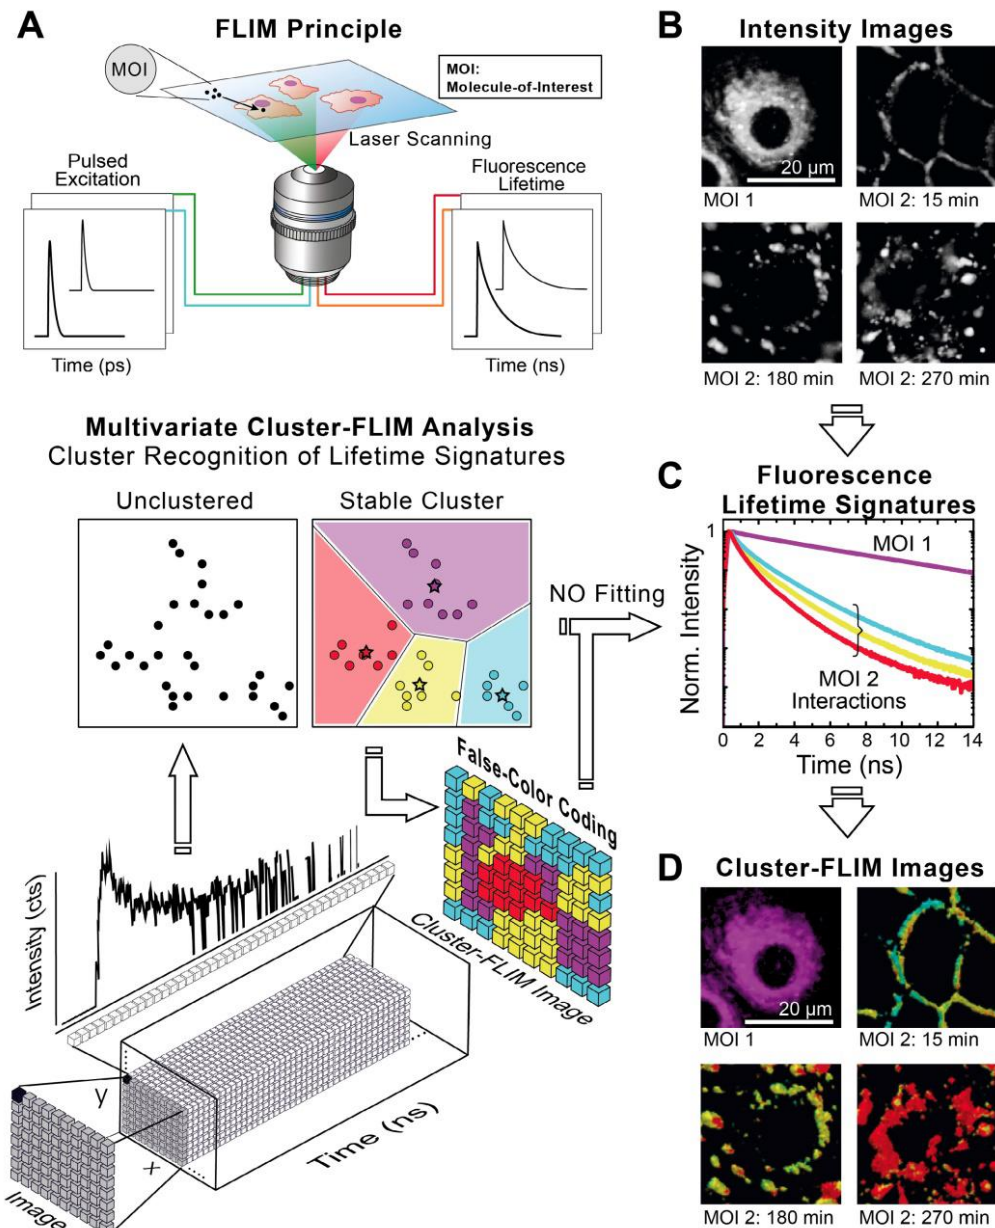 A
FLIM Principle
MOI
MOI:
Molecule-of-Interest
Laser Scanning
Pulsed
Excitation
Time (ps)
Fluorescence
Lifetime
Time (ns)
B
Intensity Images
20 µm
MOI 1
MOI 2: 15 min
MOI 2: 180 min
MOI 2: 270 min
Multivariate Cluster-FLIM Analysis
Cluster Recognition of Lifetime Signatures
Unclustered
Stable Cluster
NO Fitting
False-Color Coding
Cluster-FLIM Image
Intensity (cts)
y
x
Time (ns)
Image
C
Fluorescence
Lifetime Signatures
1
MOI 1
MOI 2
Interactions
Norm. Intensity
0 2 4 6 8 10 12 14
Time (ns)
D
Cluster-FLIM Images
20 µm
MOI 1
MOI 2: 15 min
MOI 2: 180 min
MOI 2: 270 min